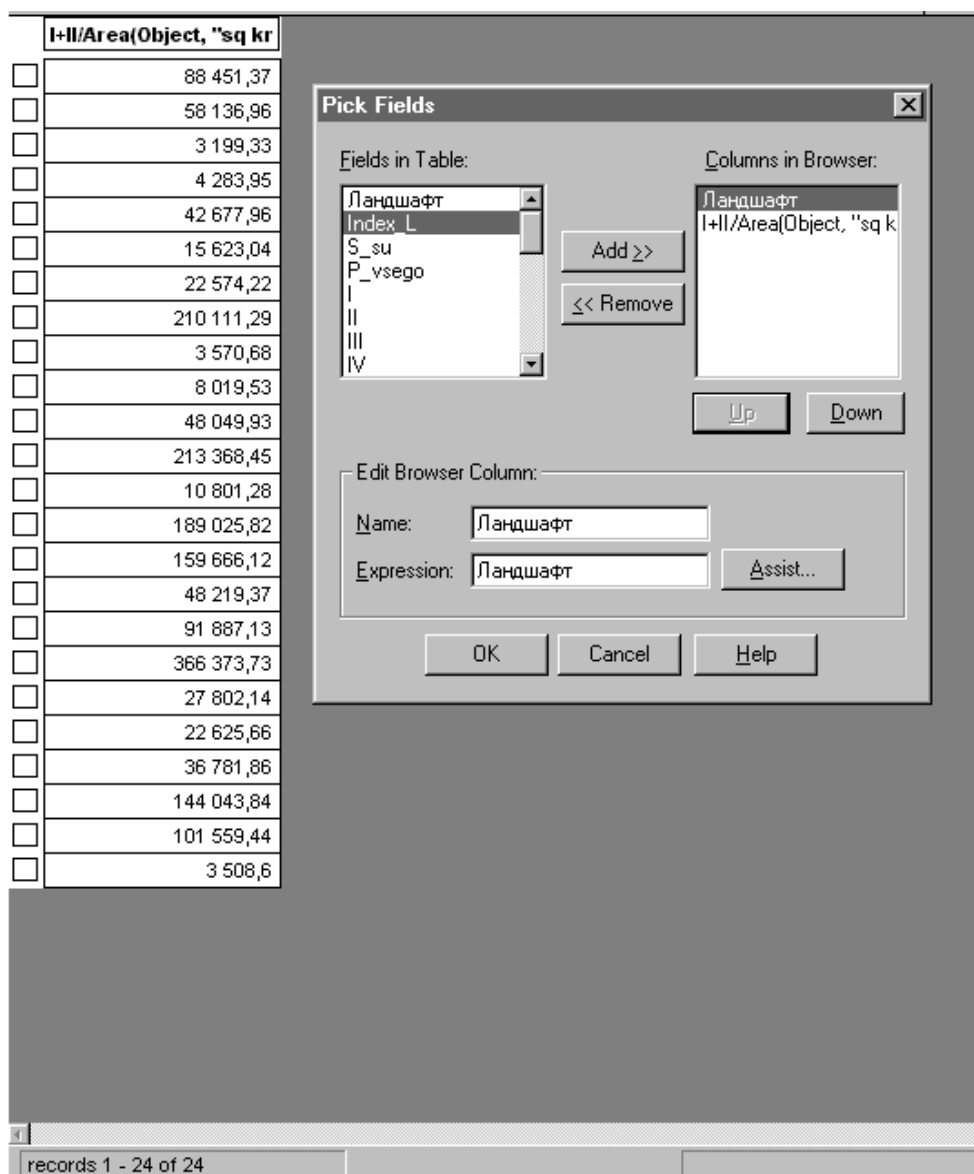 I+II/Area(Object, "sq kr
88 451,37
58 136,96
3 199,33
4 283,95
42 677,96
15 623,04
22 574,22
210 111,29
3 570,68
8 019,53
48 049,93
213 368,45
10 801,28
189 025,82
159 666,12
48 219,37
91 887,13
366 373,73
27 802,14
22 625,66
36 781,86
144 043,84
101 559,44
3 508,6
Pick Fields
Fields in Table:
Ландшафт
Index_L
S_su
P_vsego
I
II
III
IV
Add >>
<< Remove
Columns in Browser:
Ландшафт
I+II/Area(Object, "sq k
Up
Down
Edit Browser Column:
Name:
Ландшафт
Expression:
Ландшафт
Assist...
OK
Cancel
Help
records 1 - 24 of 24